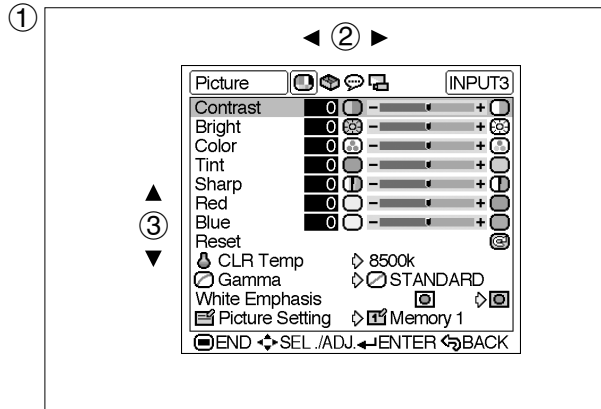 ①
◄ ② ►
Picture INPUT3
Contrast 0 - +
Bright 0 - +
Color 0 - +
Tint 0 - +
Sharp 0 - +
Red 0 - +
Blue 0 - +
Reset
▲
③
▼
CLR Temp 8500k
Gamma STANDARD
White Emphasis
Picture Setting 1 Memory 1
END SEL ./ADJ. ENTER BACK